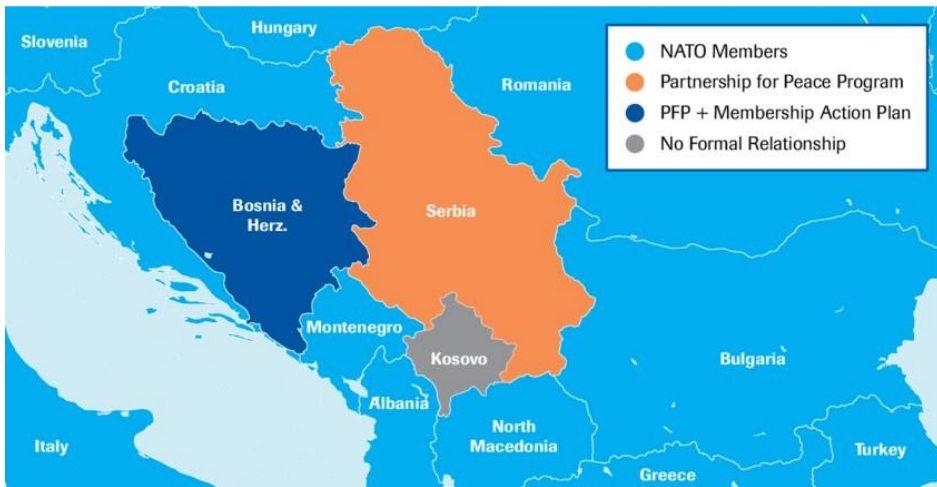 Slovenia
Hungary
Croatia
Romania
NATO Members
Partnership for Peace Program
PFP + Membership Action Plan
No Formal Relationship
Bosnia &
Herz.
Serbia
Montenegro
Kosovo
Bulgaria
Albania
Italy
North
Macedonia
Greece
Turkey